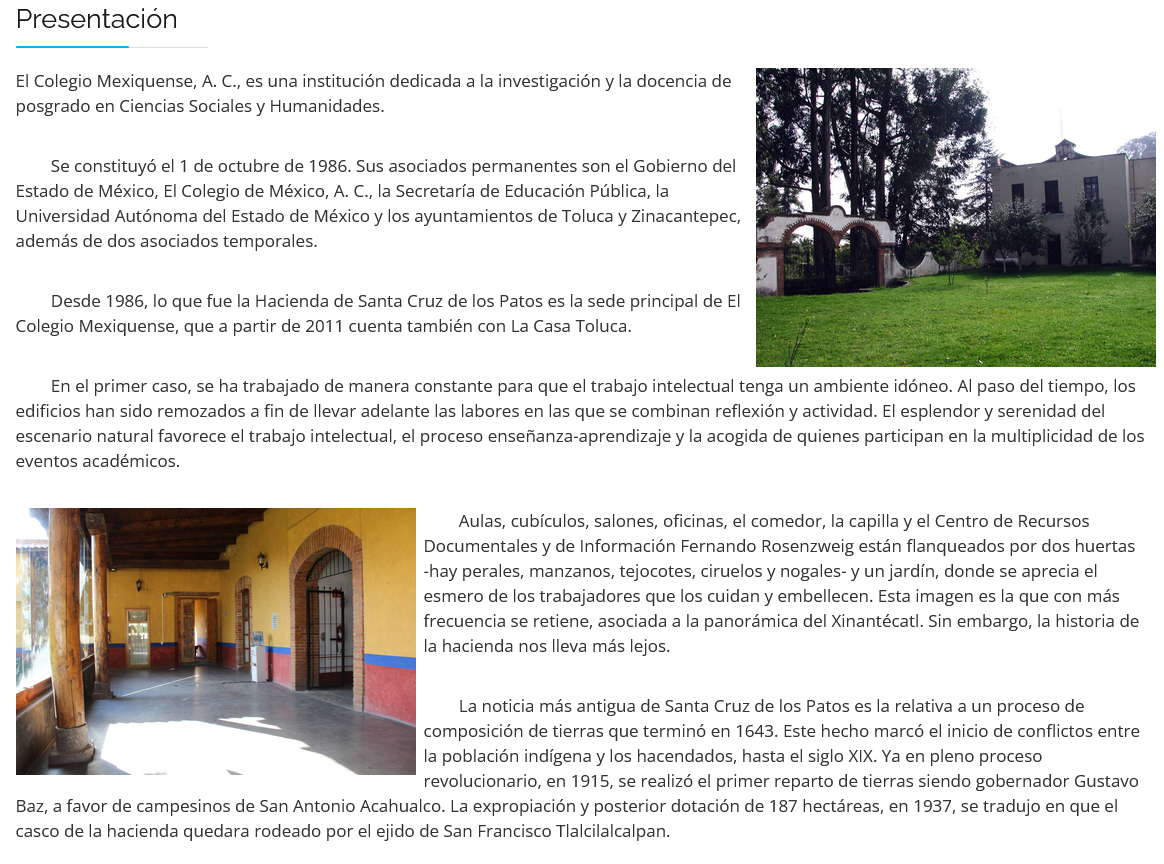 Presentación
El Colegio Mexiquense, A. C., es una institución dedicada a la investigación y la docencia de
posgrado en Ciencias Sociales y Humanidades.
Se constituyó el 1 de octubre de 1986. Sus asociados permanentes son el Gobierno del
Estado de México, El Colegio de México, A. C., la Secretaría de Educación Pública, la
Universidad Autónoma del Estado de México y los ayuntamientos de Toluca y Zinacantepec,
además de dos asociados temporales.
Desde 1986, lo que fue la Hacienda de Santa Cruz de los Patos es la sede principal de El
Colegio Mexiquense, que a partir de 2011 cuenta también con La Casa Toluca.
En el primer caso, se ha trabajado de manera constante para que el trabajo intelectual tenga un ambiente idóneo. Al paso del tiempo, los
edificios han sido remozados a fin de llevar adelante las labores en las que se combinan reflexión y actividad. El esplendor y serenidad del
escenario natural favorece el trabajo intelectual, el proceso enseñanza-aprendizaje y la acogida de quienes participan en la multiplicidad de los
eventos académicos.
Aulas, cubículos, salones, oficinas, el comedor, la capilla y el Centro de Recursos
Documentales y de Información Fernando Rosenzweig están flanqueados por dos huertas
-hay perales, manzanos, tejocotes, ciruelos y nogales- y un jardín, donde se aprecia el
esmero de los trabajadores que los cuidan y embellecen. Esta imagen es la que con más
frecuencia se retiene, asociada a la panorámica del Xinantécatl. Sin embargo, la historia de
la hacienda nos lleva más lejos.
La noticia más antigua de Santa Cruz de los Patos es la relativa a un proceso de
composición de tierras que terminó en 1643. Este hecho marcó el inicio de conflictos entre
la población indígena y los hacendados, hasta el siglo XIX. Ya en pleno proceso
revolucionario, en 1915, se realizó el primer reparto de tierras siendo gobernador Gustavo
Baz, a favor de campesinos de San Antonio Acahualco. La expropiación y posterior dotación de 187 hectáreas, en 1937, se tradujo en que el
casco de la hacienda quedara rodeado por el ejido de San Francisco Tlalcilalcalpan.